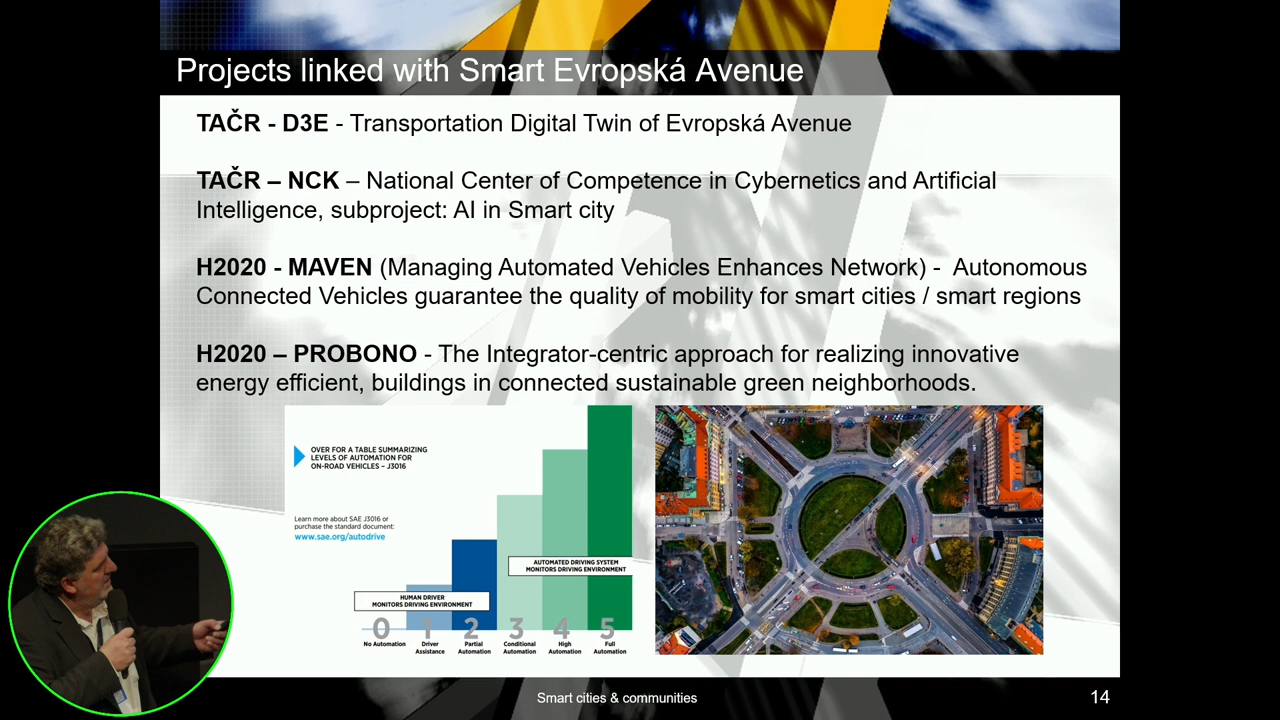 Projects linked with Smart Evropská Avenue
TAČR - D3E - Transportation Digital Twin of Evropská Avenue
TAČR – NCK – National Center of Competence in Cybernetics and Artificial
Intelligence, subproject: AI in Smart city
H2020 - MAVEN (Managing Automated Vehicles Enhances Network) - Autonomous
Connected Vehicles guarantee the quality of mobility for smart cities / smart regions
H2020 – PROBONO - The Integrator-centric approach for realizing innovative
energy efficient, buildings in connected sustainable green neighborhoods.
OVER FOR A TABLE SUMMARIZING
LEVELS OF AUTOMATION FOR
ON-ROAD VEHICLES – J3016
Learn more about SAE J3016 or
purchase the standard document:
www.sae.org/autodrive
AUTOMATED DRIVING SYSTEM
MONITORS DRIVING ENVIRONMENT
HUMAN DRIVER
MONITORS DRIVING ENVIRONMENT
0 1 2 3 4 5
No Automation Driver Partial Conditional High Full
Assistance Automation Automation Automation Automation
Smart cities & communities
14